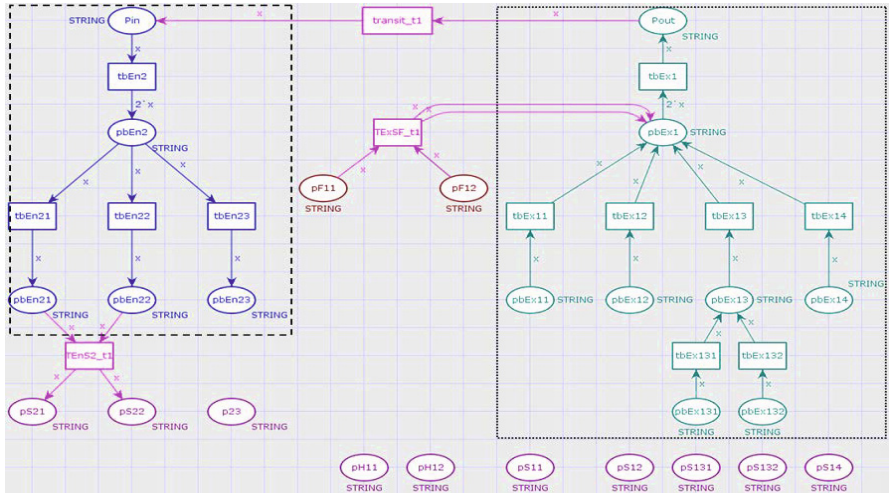 STRING Pin x transit_t1 x Pout STRING
x x
tbEn2 tbEx1
2`x x x 2`x
pbEn2 STRING TExSF_t1 pbEx1 STRING
x x x x x x x x x x
pF11 pF12
STRING STRING
tbEn21 tbEn22 tbEn23 tbEx11 tbEx12 tbEx13 tbEx14
x x x x x x x
STRING
pbEn21 pbEn22 pbEn23 pbEx11 STRING pbEx12 STRING pbEx13 STRING pbEx14
STRING STRING STRING
x x x x
TEnS2_t1 tbEx131 tbEx132
x x x x
pS21 pS22 p23 pbEx131 pbEx132
STRING STRING STRING STRING STRING
pH11 pH12 pS11 pS12 pS131 pS132 pS14
STRING STRING STRING STRING STRING STRING STRING